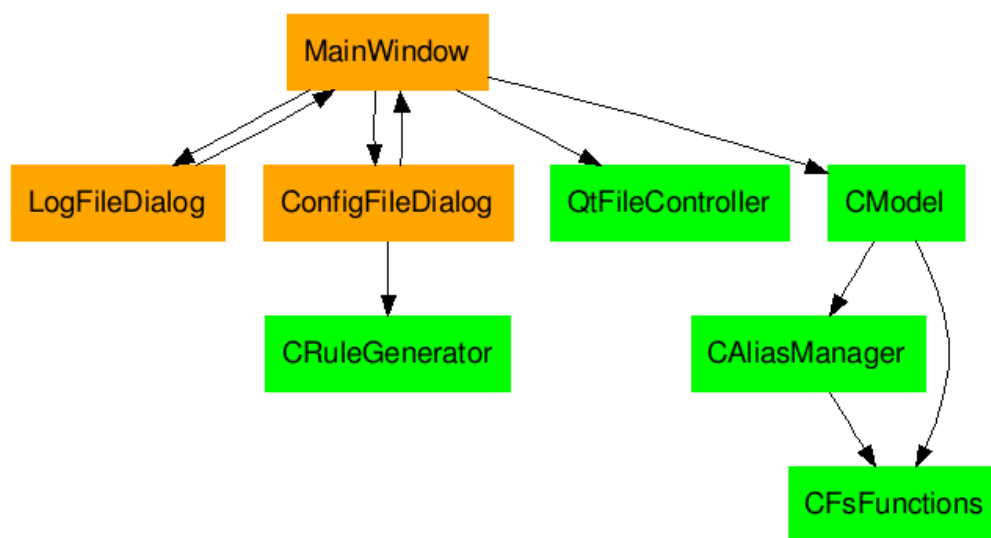 MainWindow
LogFileDialog
ConfigFileDialog
QtFileController
CModel
CRuleGenerator
CAliasManager
CFsFunctions